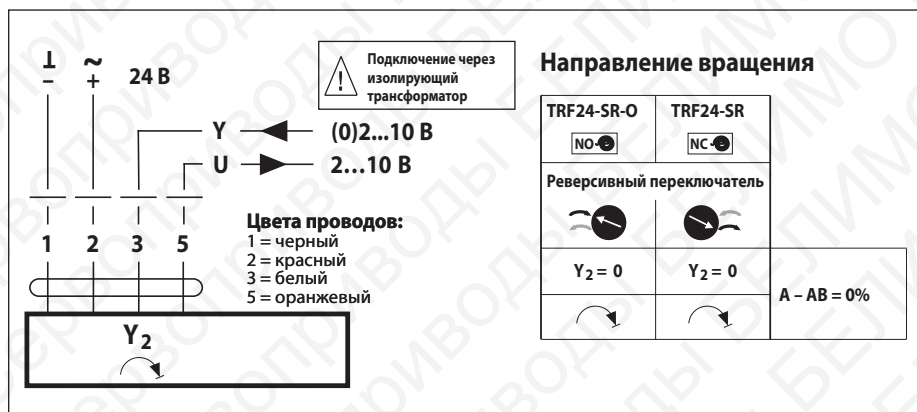 ⊥ ~
– + 24 В
Подключение через
изолирующий
трансформатор
Y (0)2...10 В
U 2...10 В
1 2 3 5
Цвета проводов:
1 = черный
2 = красный
3 = белый
5 = оранжевый
Y2
Направление вращения
TRF24-SR-O TRF24-SR
NO NC
Реверсивный переключатель
Y2 = 0 Y2 = 0
A – AB = 0%